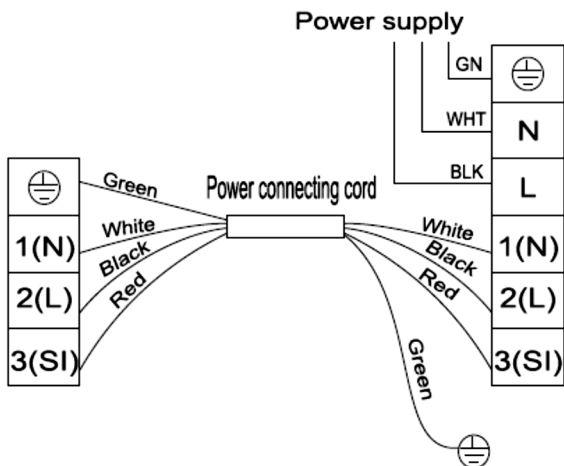 Power supply
GN
WHT
N
BLK
L
Green
Power connecting cord
1(N)
White
White
1(N)
2(L)
Black
Black
2(L)
3(SI)
Red
Red
3(SI)
Green